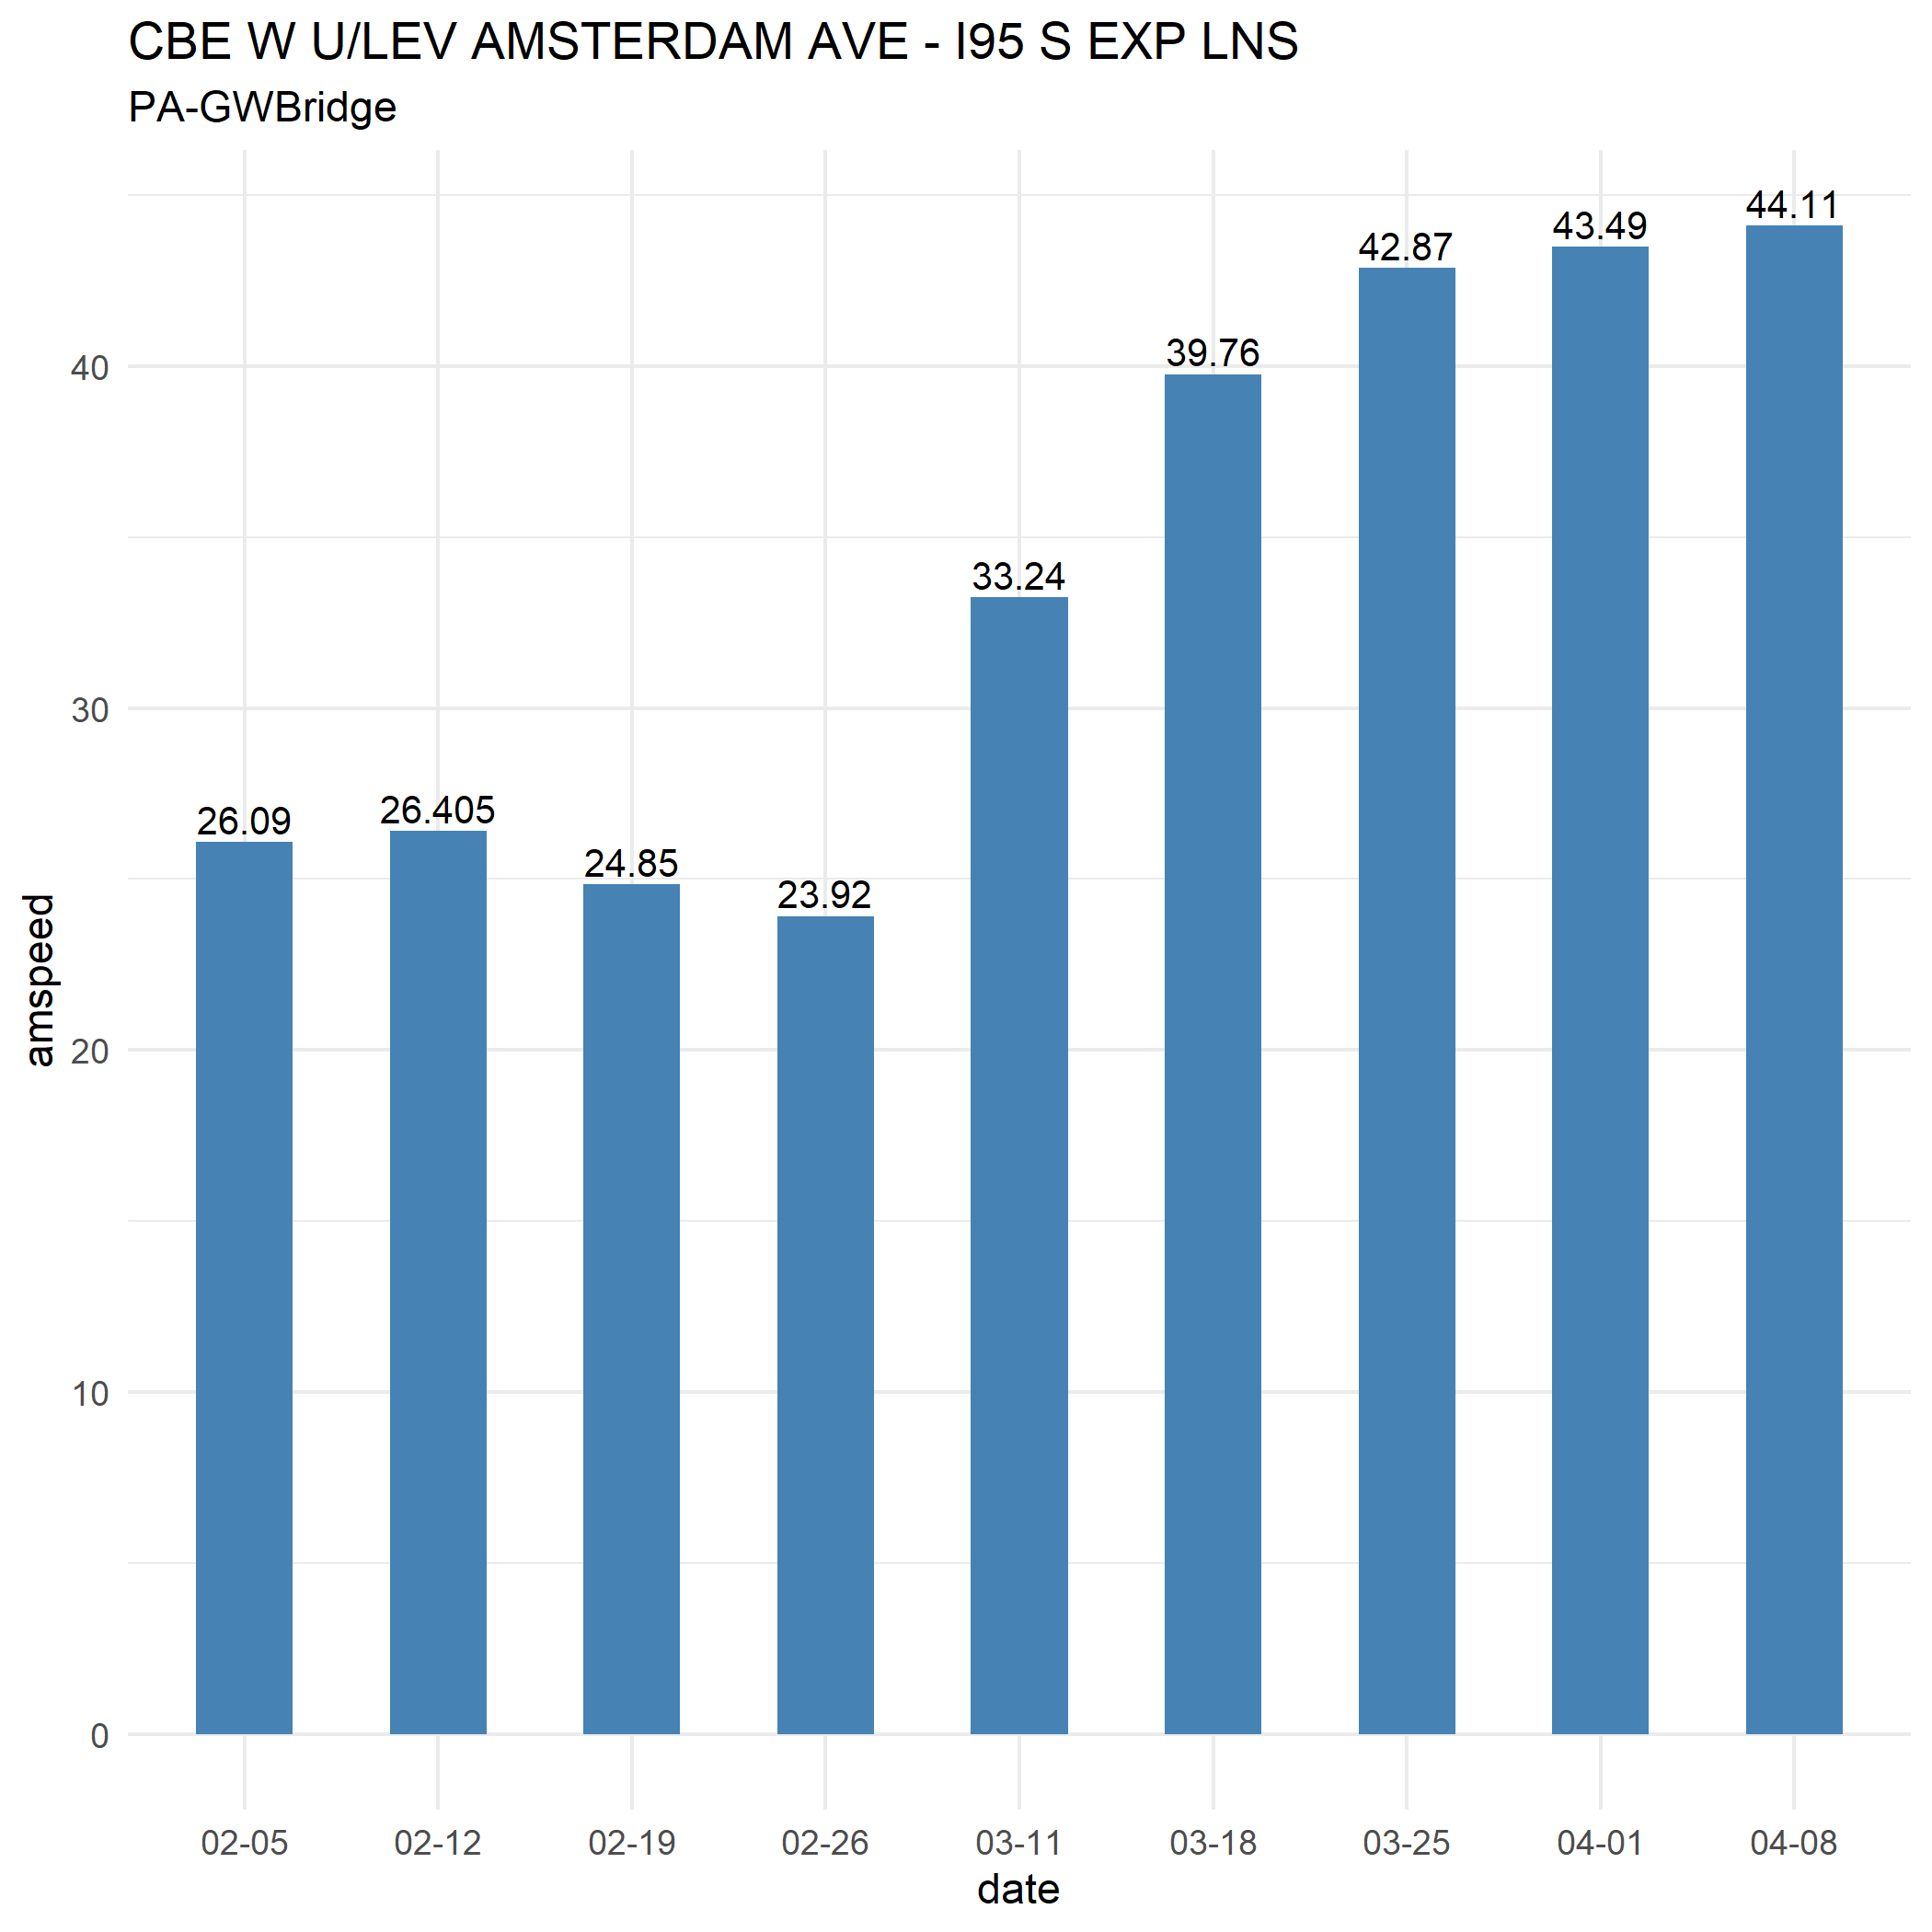 CBE W U/LEV AMSTERDAM AVE - I95 S EXP LNS
PA-GWBridge
44.11
43.49
42.87
39.76
33.24
26.09
26.405
24.85
23.92
40
30
20
10
0
amspeed
02-05 02-12 02-19 02-26 03-11 03-18 03-25 04-01 04-08
date